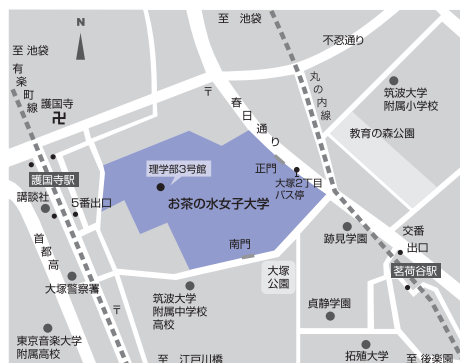 N
至 池袋
不忍通り
至 池袋
有楽町線
護国寺
卍
〒
春日通り
丸の内線
筑波大学
附属小学校
教育の森公園
理学部3号館
正門
大塚2丁目
バス停
護国寺駅
講談社
5番出口
お茶の水女子大学
交番
跡見学園
出口
首都高
南門
大塚
公園
茗荷谷駅
大塚警察署
〒
筑波大学
附属中学校
高校
貞静学園
東京音楽大学
附属高校
至 江戸川橋
拓殖大学
至 後楽園